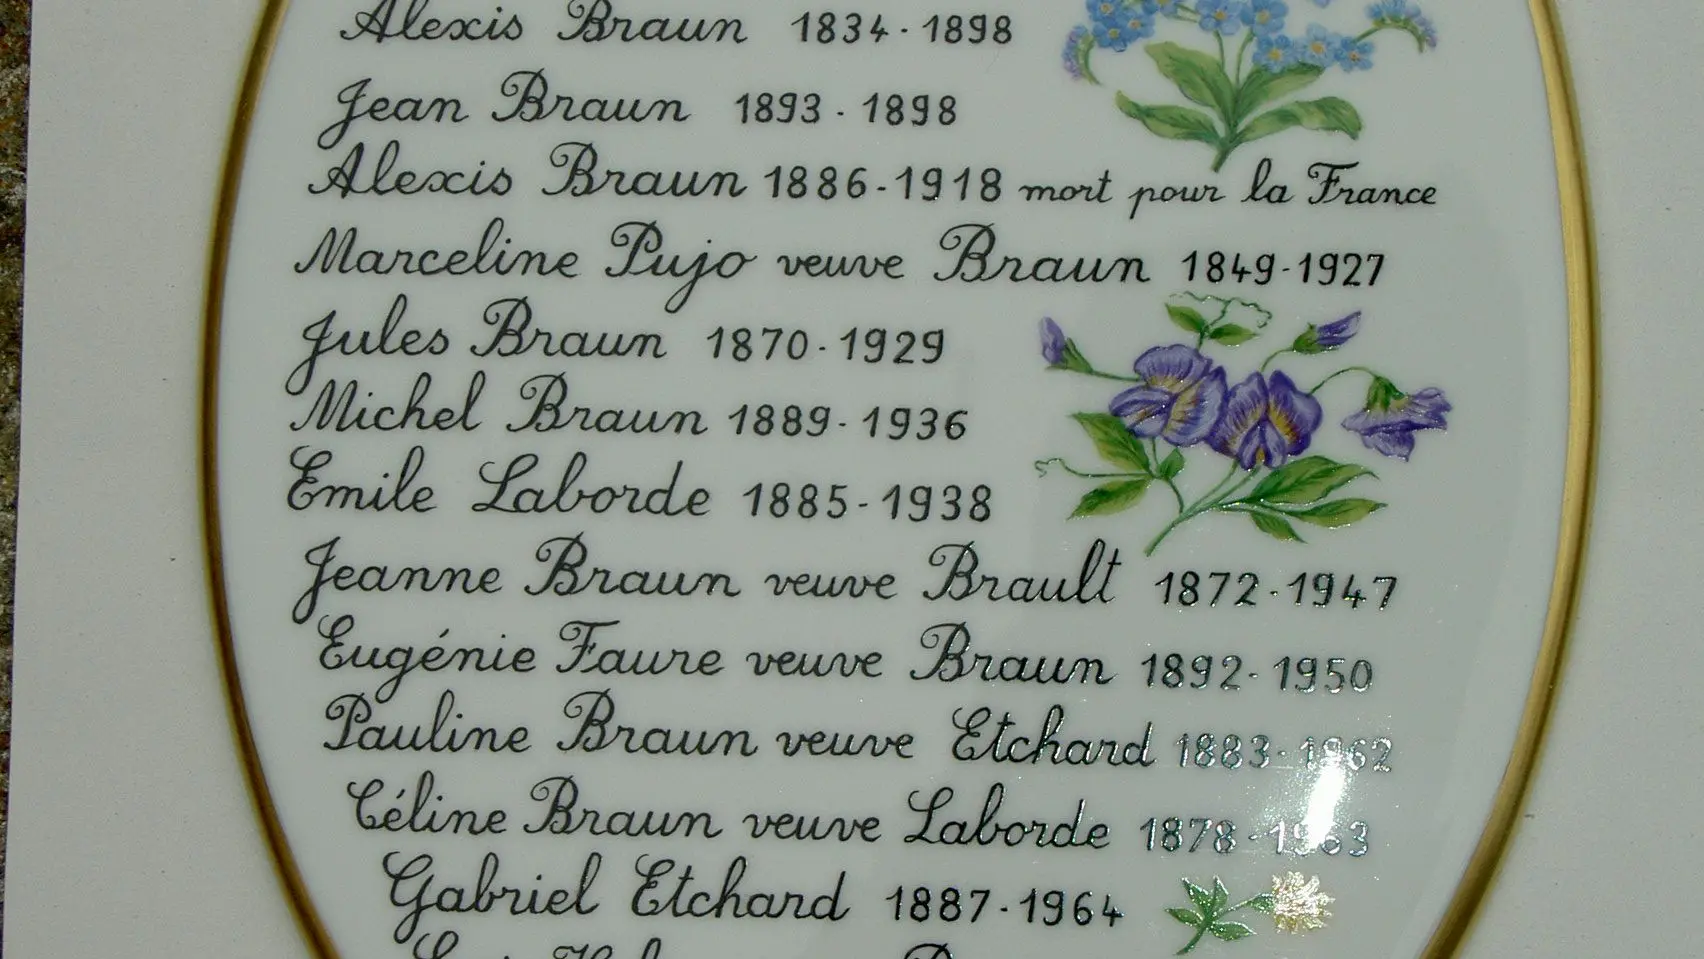 Alexis Braun 1834 - 1898
Jean Braun 1893 - 1898
Alexis Braun 1886 - 1918 mort pour la France
Marceline Pujo veuve Braun 1849 - 1927
Jules Braun 1870 - 1929
Michel Braun 1889 - 1936
Emile Laborde 1885 - 1938
Jeanne Braun veuve Brault 1872 - 1947
Eugénie Faure veuve Braun 1892 - 1950
Pauline Braun veuve Etchard 1883 - 1962
Céline Braun veuve Laborde 1878 - 1963
Gabriel Etchard 1887 - 1964